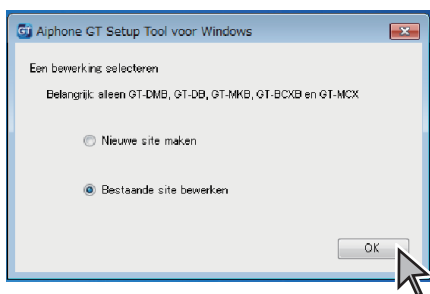 GT Aiphone GT Setup Tool voor Windows
Een bewerking selecteren
Belangrijk: alleen GT-DMB, GT-DB, GT-MKB, GT-BCXB en GT-MCX
Nieuwe site maken
Bestaande site bewerken
OK